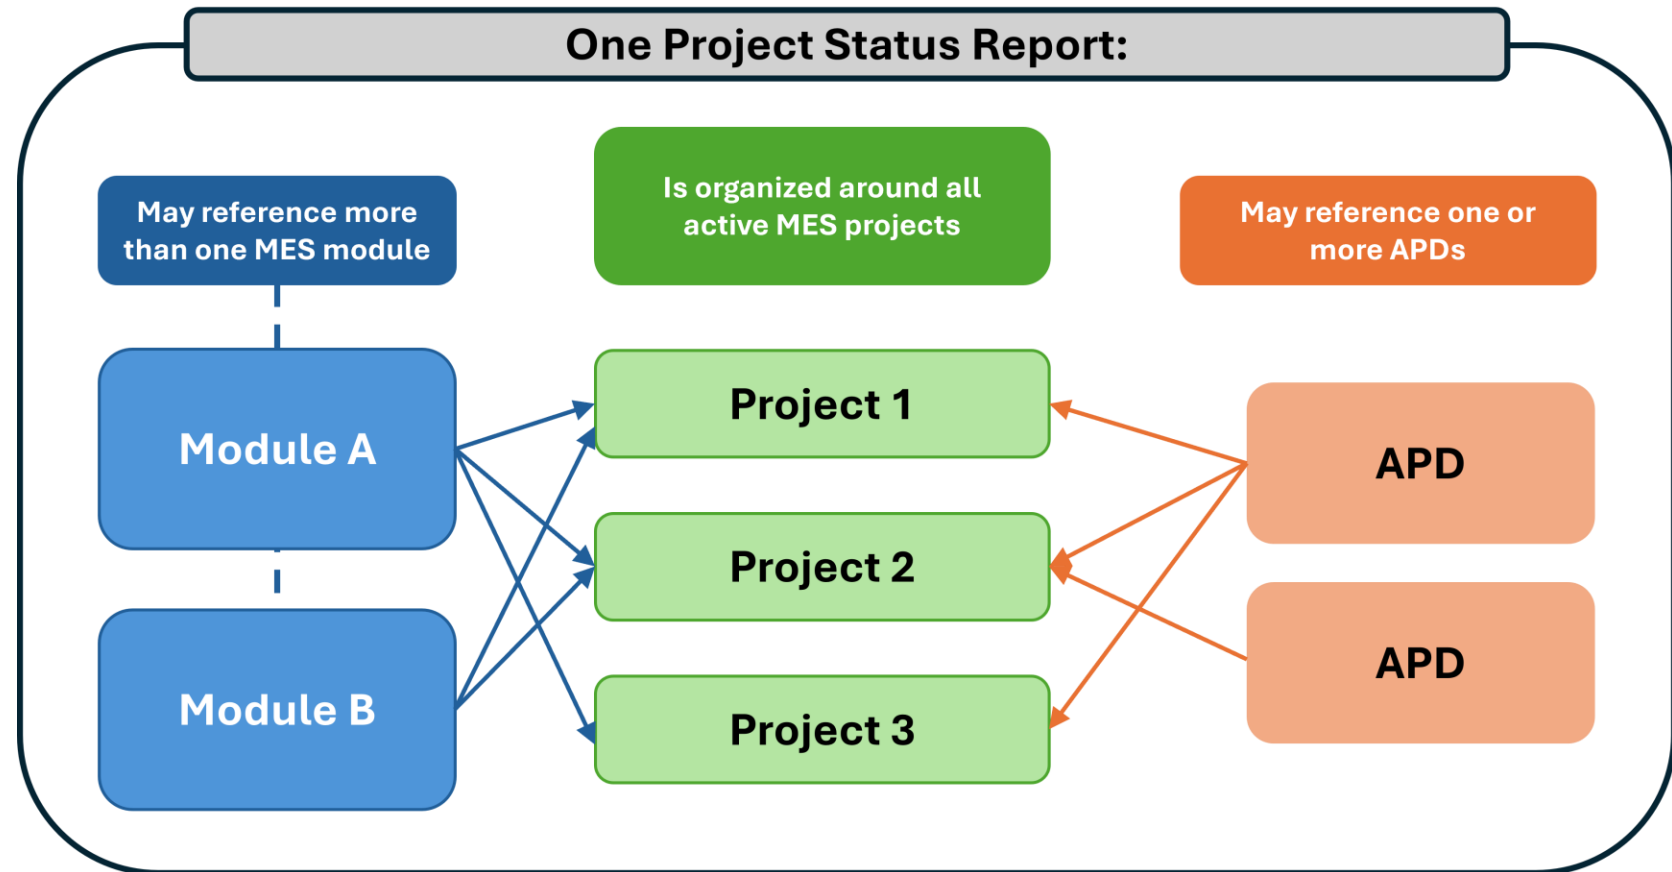 One Project Status Report:
May reference more
than one MES module
Is organized around all
active MES projects
May reference one or
more APDs
Module A
Module B
Project 1
Project 2
Project 3
APD
APD